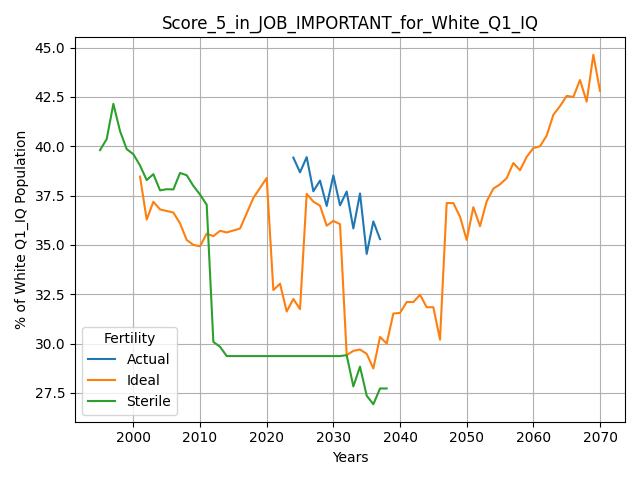 Score_5_in_JOB_IMPORTANT_for_White_Q1_IQ
% of White Q1_IQ Population
45.0
42.5
40.0
37.5
35.0
32.5
30.0
27.5
Fertility
Actual
Ideal
Sterile
2000 2010 2020 2030 2040 2050 2060 2070
Years